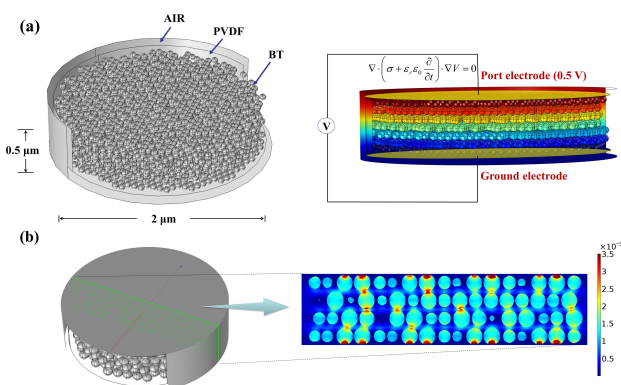 (a)
AIR
PVDF
BT
0.5 μm
2 μm
∇·(σ+ε_r ε_0 ∂/∂t)·∇V=0
Port electrode (0.5 V)
V
Ground electrode
(b)
×10⁻
3.5
3
2.5
2
1.5
1
0.5